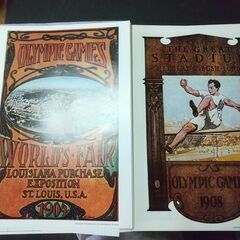 OLYMPIC GAMES
WORLD'S-FAIR
LOUISIANA PURCHASE
EXPOSITION
ST. LOUIS, U.S.A.
1904
THE GREAT
STADIUM
OLYMPIC GAMES
1908